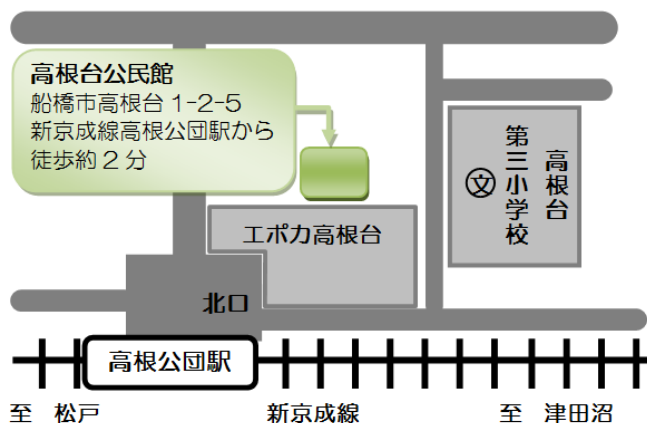 高根台公民館
船橋市高根台1-2-5
新京成線高根公団駅から
徒歩約2分
エポカ高根台
高根台
第三小学校
文
北口
高根公団駅
至 松戸
新京成線
至 津田沼